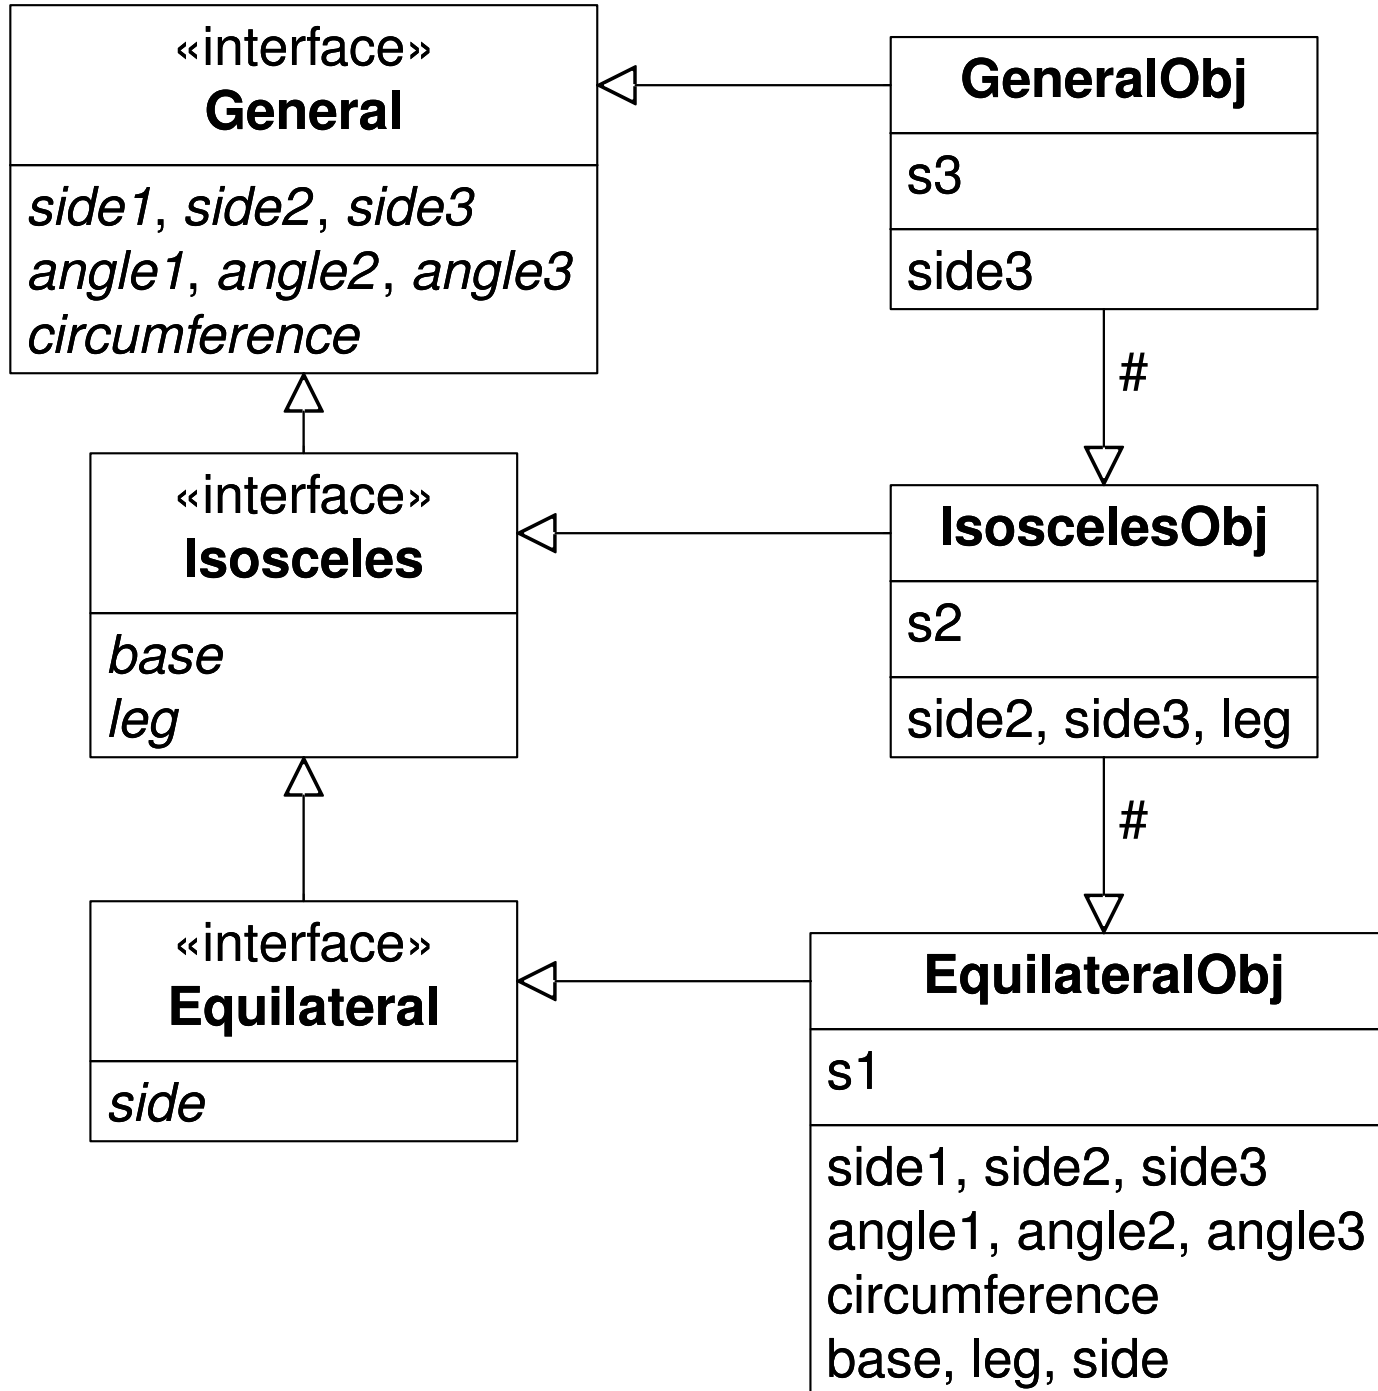 «interface»
General
side1, side2, side3
angle1, angle2, angle3
circumference
GeneralObj
s3
side3
#
«interface»
Isosceles
base
leg
IsoscelesObj
s2
side2, side3, leg
#
«interface»
Equilateral
side
EquilateralObj
s1
side1, side2, side3
angle1, angle2, angle3
circumference
base, leg, side